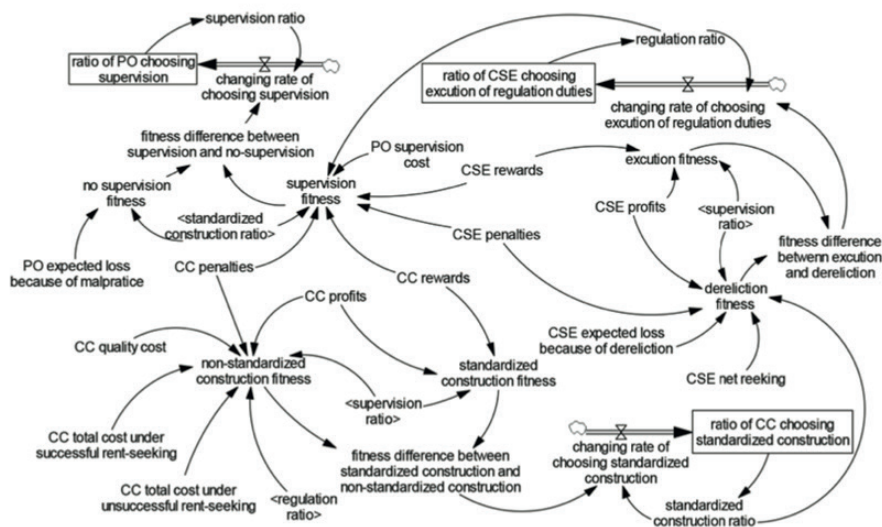 supervision ratio
ratio of PO choosing
supervision
changing rate of
choosing supervision
regulation ratio
ratio of CSE choosing
excution of regulation duties
changing rate of choosing
excution of regulation duties
fitness difference between
supervision and no-supervision
PO supervision
cost
CSE rewards
excution fitness
no supervision
fitness
supervision
fitness
<standardized
construction ratio>
CSE profits
<supervision
ratio>
CSE penalties
fitness difference
betwenn excution
and dereliction
PO expected loss
because of malpratice
CC penalties
CC rewards
dereliction
fitness
CC profits
CC quality cost
CSE expected loss
because of dereliction
non-standardized
construction fitness
standardized
construction fitness
CSE net reeking
<supervision
ratio>
CC total cost under
successful rent-seeking
fitness difference between
standardized construction and
non-standardized construction
changing rate of
choosing standardized
construction
ratio of CC choosing
standardized construction
CC total cost under
unsuccessful rent-seeking
<regulation
ratio>
standardized
construction ratio